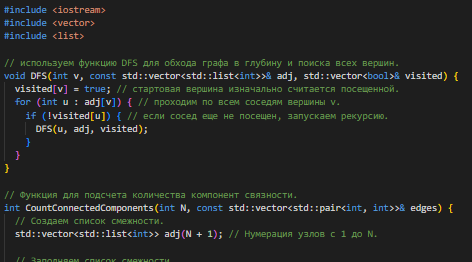 #include <iostream>
#include <vector>
#include <list>
// используем функцию DFS для обхода графа в глубину и поиска всех вершин.
void DFS(int v, const std::vector<std::list<int>>& adj, std::vector<bool>& visited) {
visited[v] = true; // стартовая вершина изначально считается посещенной.
for (int u : adj[v]) { // проходим по всем соседям вершины v.
if (!visited[u]) { // если сосед еще не посещен, запускаем рекурсию.
DFS(u, adj, visited);
}
}
}
// Функция для подсчета количества компонент связности.
int CountConnectedComponents(int N, const std::vector<std::pair<int, int>>& edges) {
// Создаем список смежности.
std::vector<std::list<int>> adj(N + 1); // Нумерация узлов с 1 до N.
// Заполняем список смежности